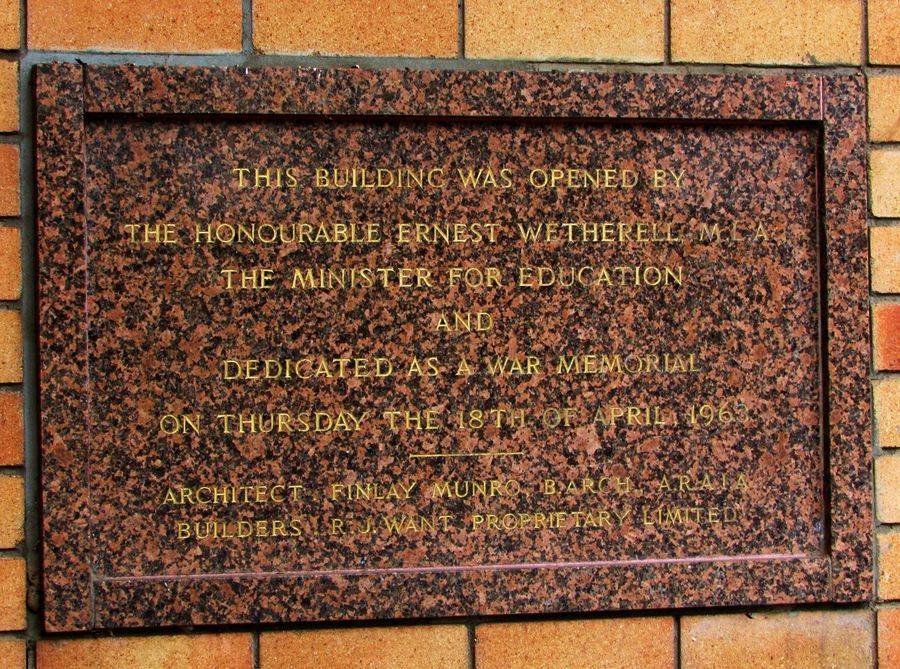 THIS BUILDING WAS OPENED BY
THE HONOURABLE ERNEST WETHERELL, M.L.A.,
THE MINISTER FOR EDUCATION
AND
DEDICATED AS A WAR MEMORIAL
ON THURSDAY THE 18TH OF APRIL, 1963
ARCHITECT : FINLAY MUNRO, B.ARCH., A.R.A.I.A.
BUILDERS : R. J. WANT PROPRIETARY LIMITED